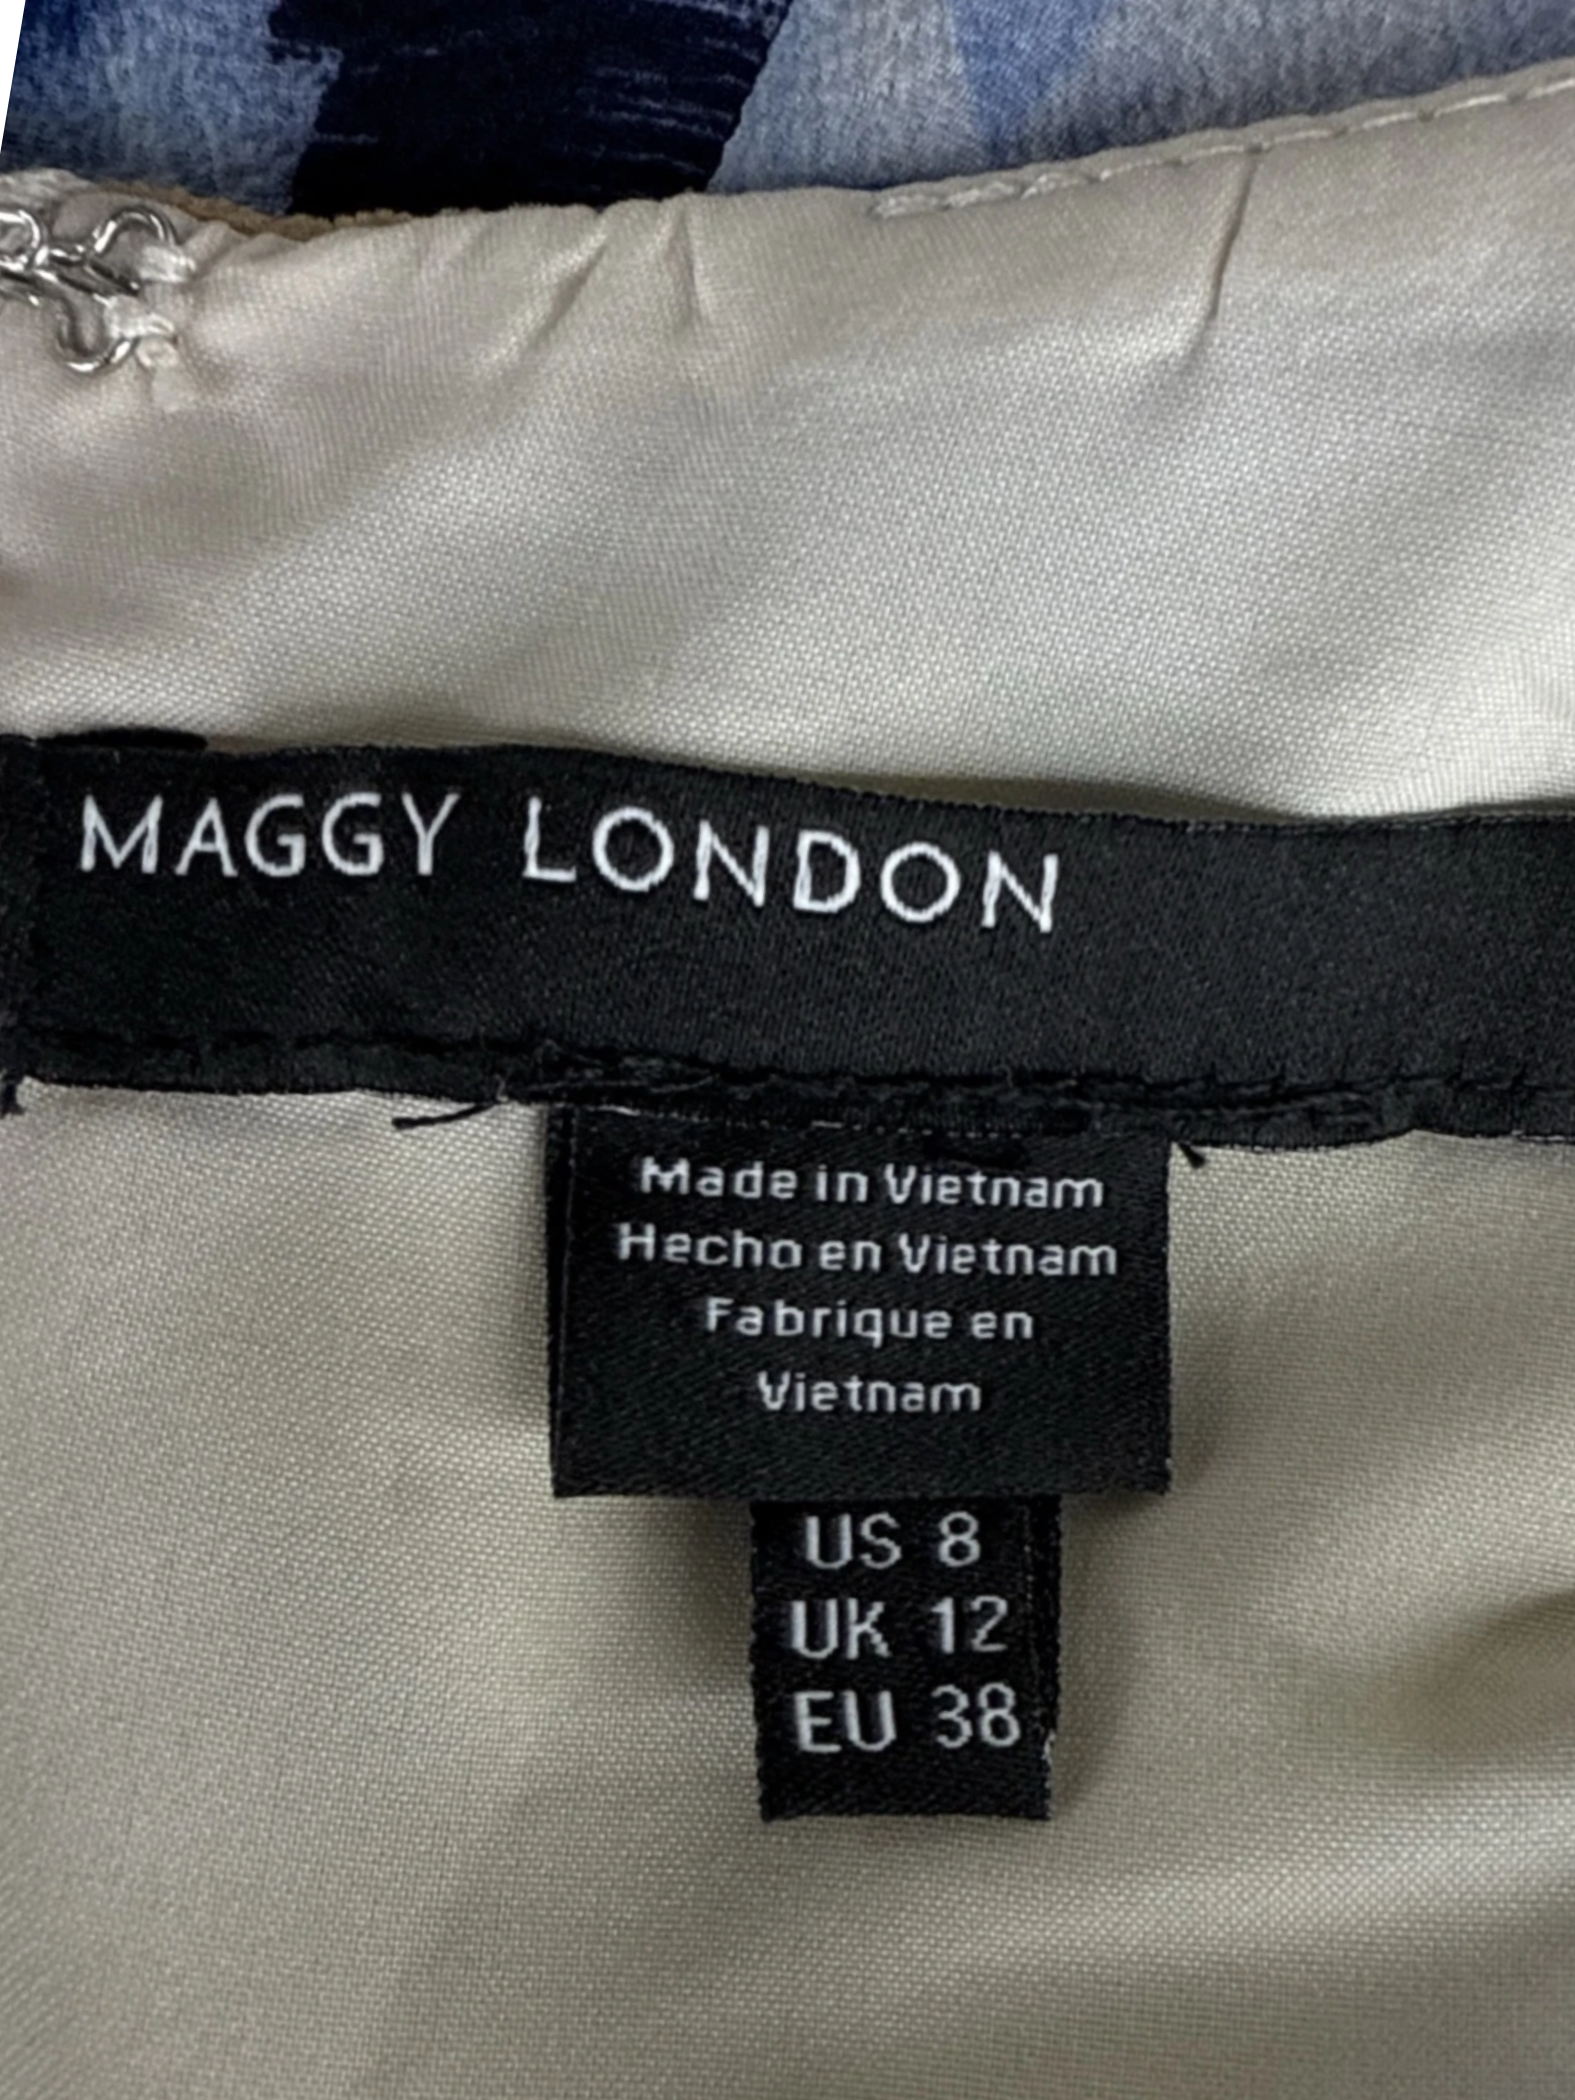 MAGGY LONDON
Made in Vietnam
Hecho en Vietnam
Fabrique en
Vietnam
US 8
UK 12
EU 38